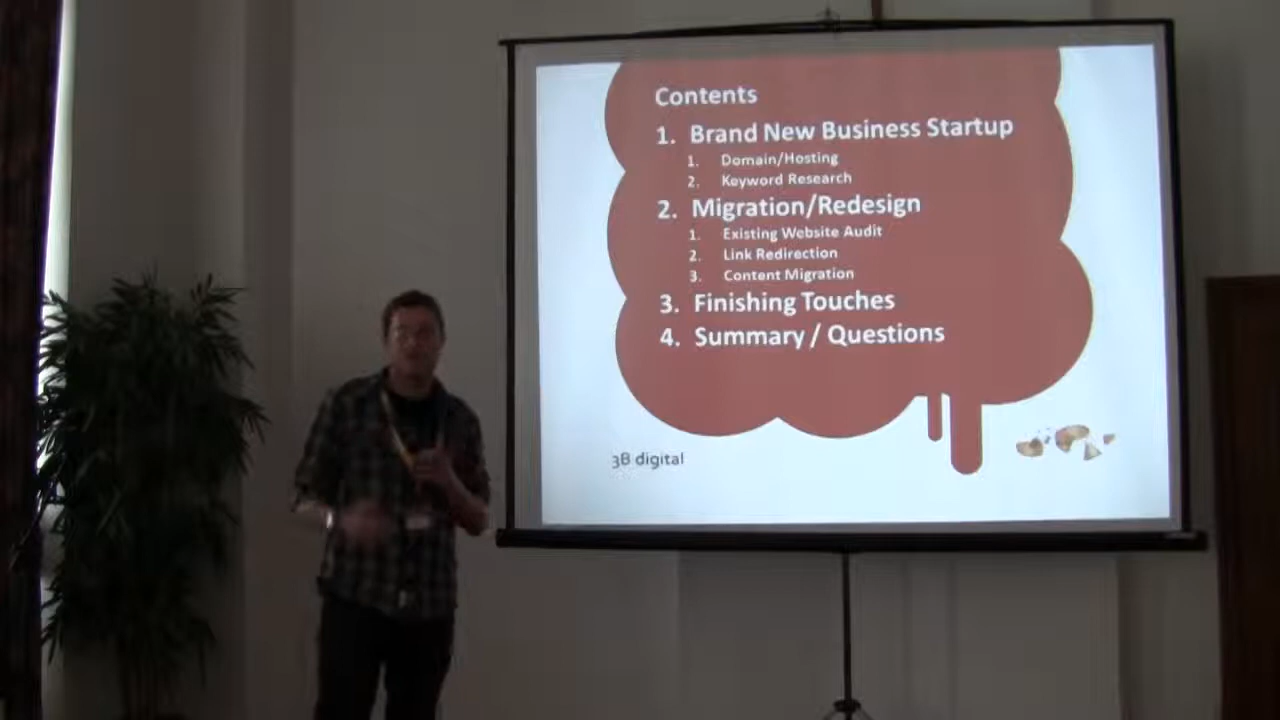 Contents
1. Brand New Business Startup
1. Domain/Hosting
2. Keyword Research
2. Migration/Redesign
1. Existing Website Audit
2. Link Redirection
3. Content Migration
3. Finishing Touches
4. Summary / Questions
38 digital